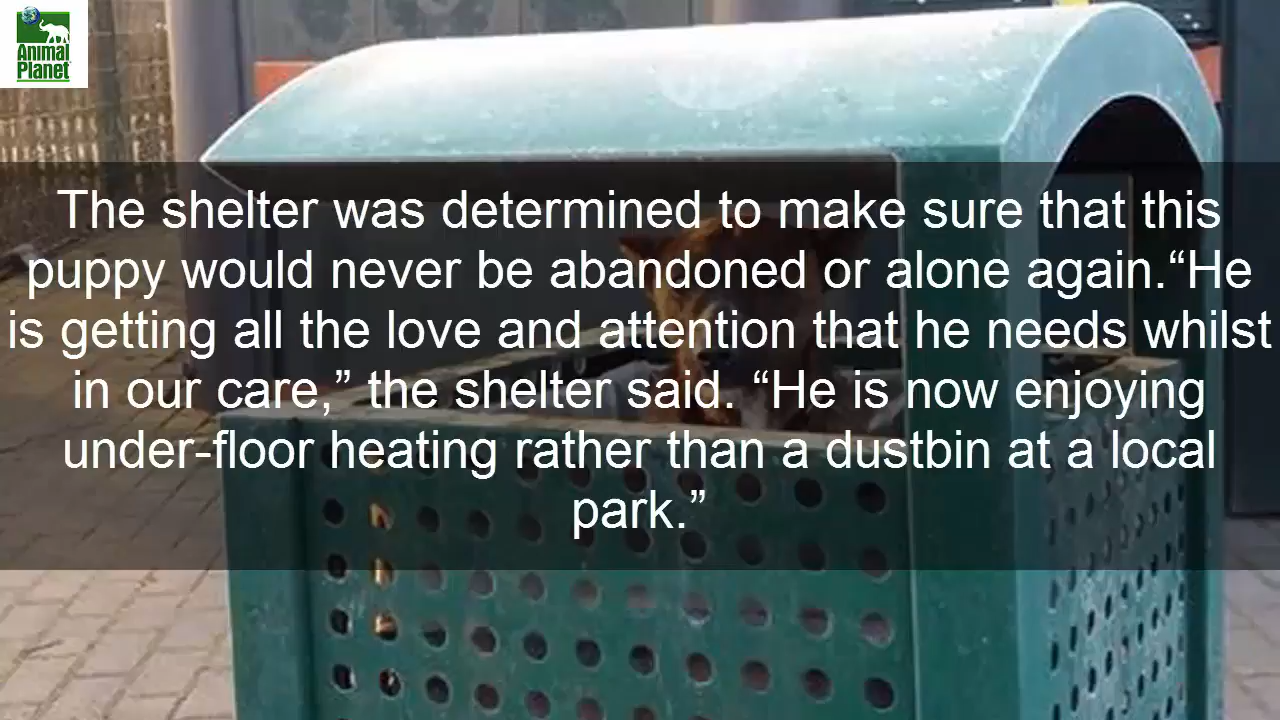 Animal
Planet
The shelter was determined to make sure that this
puppy would never be abandoned or alone again.“He
is getting all the love and attention that he needs whilst
in our care,” the shelter said. “He is now enjoying
under-floor heating rather than a dustbin at a local
park.”